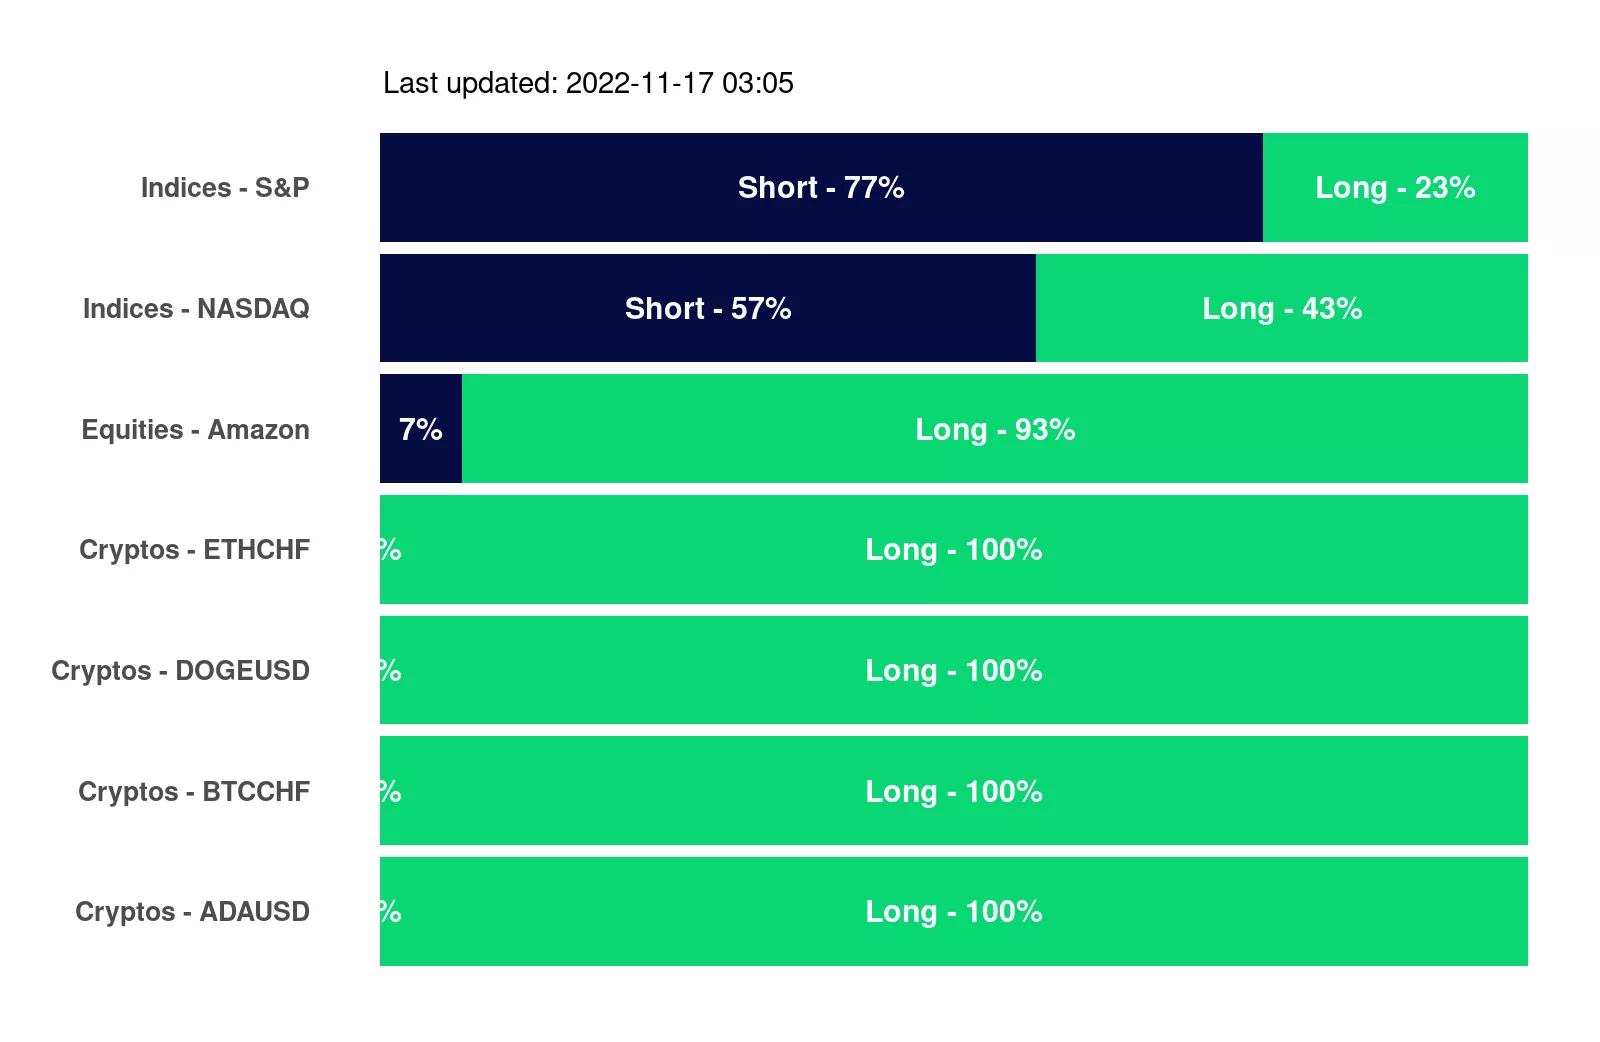 Last updated: 2022-11-17 03:05
Indices - S&P Short - 77% Long - 23%
Indices - NASDAQ Short - 57% Long - 43%
Equities - Amazon 7% Long - 93%
Cryptos - ETHCHF % Long - 100%
Cryptos - DOGEUSD % Long - 100%
Cryptos - BTCCHF % Long - 100%
Cryptos - ADAUSD % Long - 100%